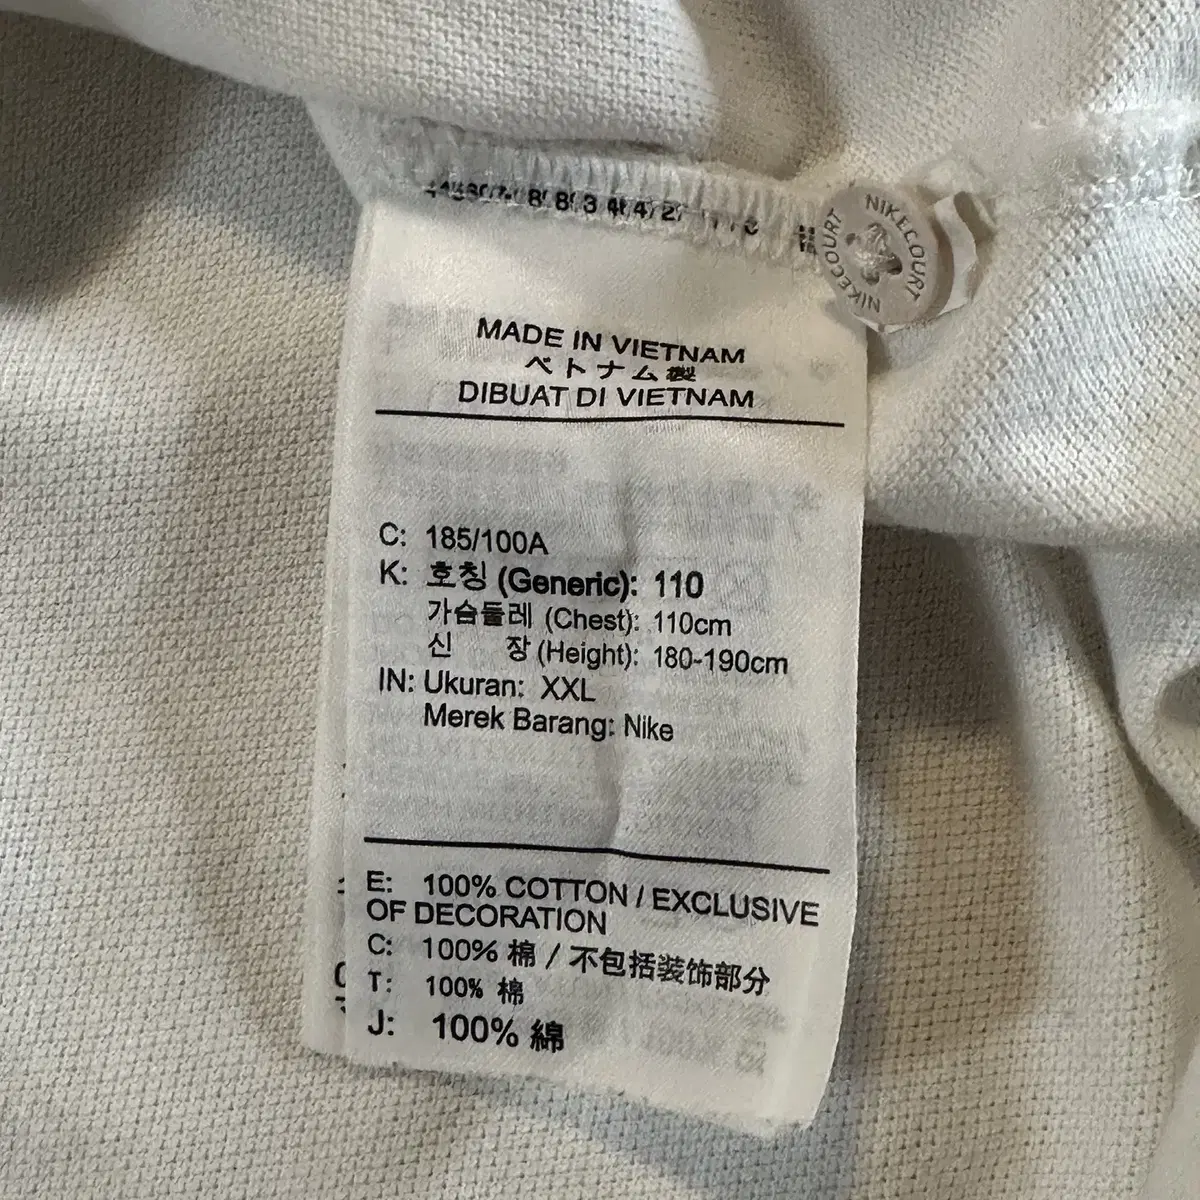 NIKECOURT
NIKECOURT
MADE IN VIETNAM
ベトナム製
DIBUAT DI VIETNAM
C: 185/100A
K: 호칭 (Generic): 110
가슴둘레 (Chest): 110cm
신 장 (Height): 180-190cm
IN: Ukuran: XXL
Merek Barang: Nike
E: 100% COTTON / EXCLUSIVE
OF DECORATION
C: 100% 棉 / 不包括装饰部分
T: 100% 棉
J: 100% 綿